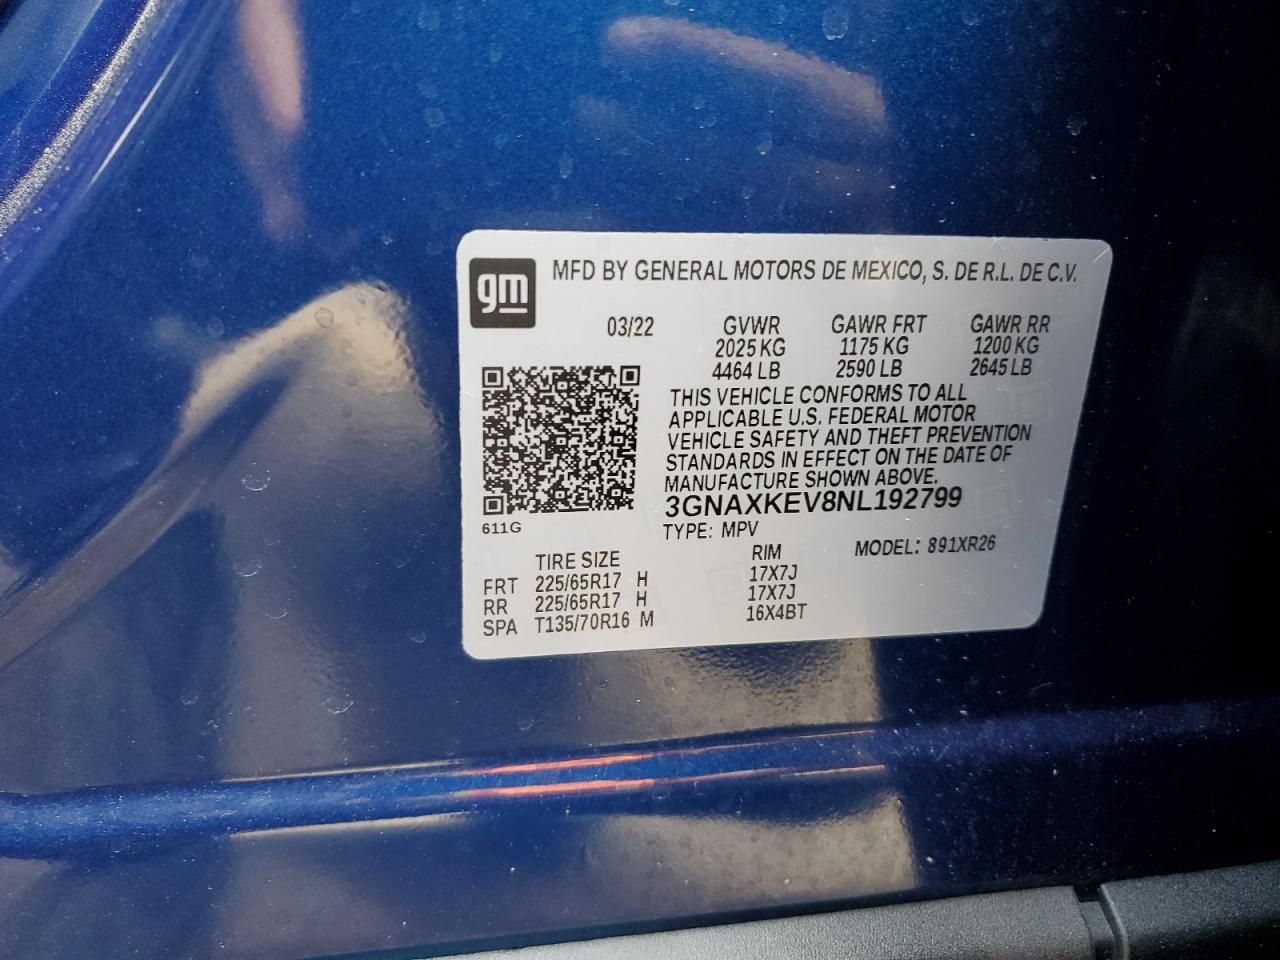 gm MFD BY GENERAL MOTORS DE MEXICO, S. DE R.L. DE C.V.
03/22 GVWR GAWR FRT GAWR RR
2025 KG 1175 KG 1200 KG
4464 LB 2590 LB 2645 LB
THIS VEHICLE CONFORMS TO ALL
APPLICABLE U.S. FEDERAL MOTOR
VEHICLE SAFETY AND THEFT PREVENTION
STANDARDS IN EFFECT ON THE DATE OF
MANUFACTURE SHOWN ABOVE.
3GNAXKEV8NL192799
611G
TYPE: MPV MODEL: 891XR26
TIRE SIZE RIM
FRT 225/65R17 H 17X7J
RR 225/65R17 H 17X7J
SPA T135/70R16 M 16X4BT